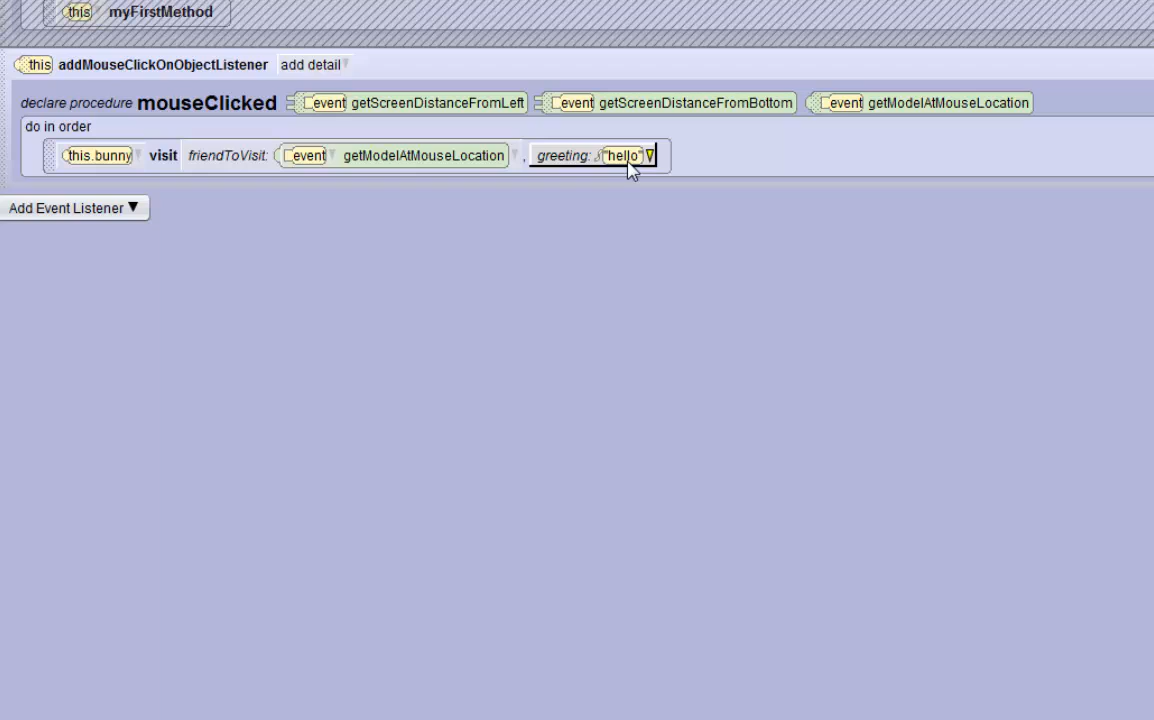 this myFirstMethod
this addMouseClickOnObjectListener add detail
declare procedure mouseClicked event getScreenDistanceFromLeft event getScreenDistanceFromBottom event getModelAtMouseLocation
do in order
this.bunny visit friendToVisit: event getModelAtMouseLocation , greeting: "hello"
Add Event Listener